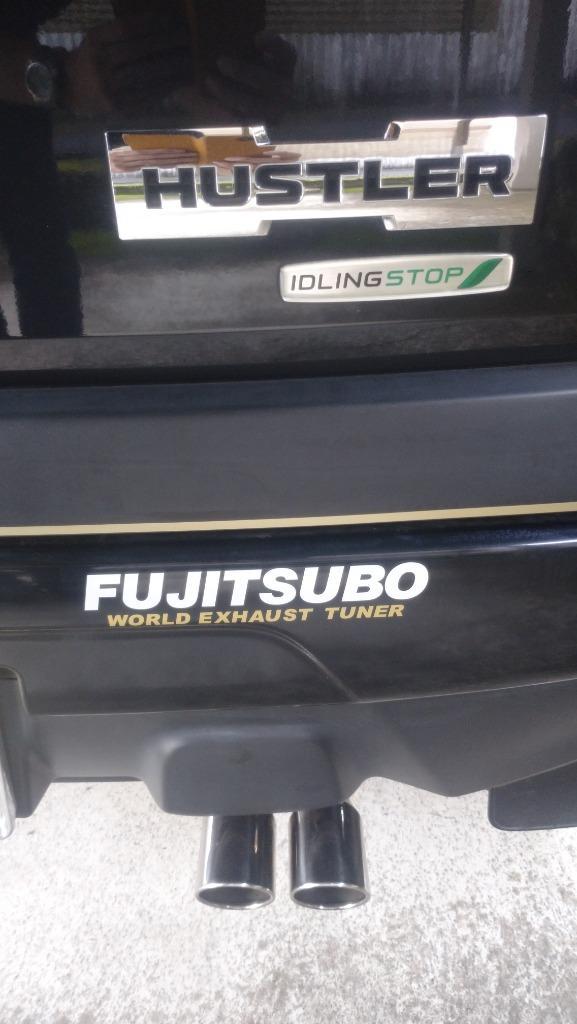 HUSTLER
IDLINGSTOP
FUJITSUBO
WORLD EXHAUST TUNER